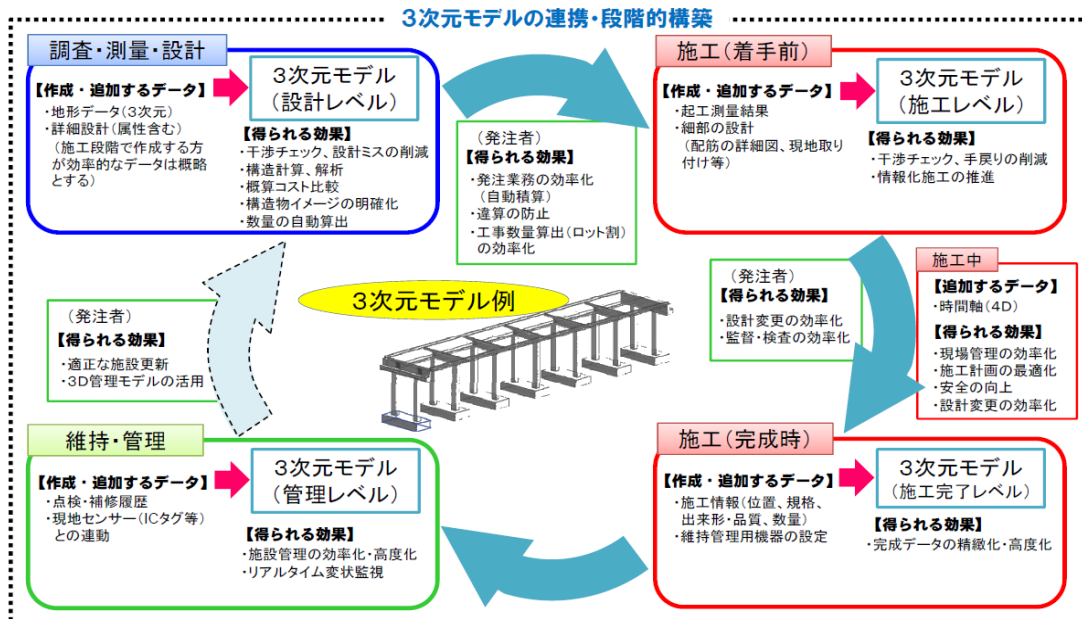 3次元モデルの連携・段階的構築
調査・測量・設計
【作成・追加するデータ】
・地形データ(3次元)
・詳細設計(属性含む)
(施工段階で作成する方
が効率的なデータは概略
とする)
3次元モデル
(設計レベル)
【得られる効果】
・干渉チェック、設計ミスの削減
・構造計算、解析
・概算コスト比較
・構造物イメージの明確化
・数量の自動算出
(発注者)
【得られる効果】
・発注業務の効率化
(自動積算)
・違算の防止
・工事数量算出(ロット割)
の効率化
施工(着手前)
【作成・追加するデータ】
・起工測量結果
・細部の設計
(配筋の詳細図、現地取り
付け等)
3次元モデル
(施工レベル)
【得られる効果】
・干渉チェック、手戻りの削減
・情報化施工の推進
(発注者)
【得られる効果】
・設計変更の効率化
・監督・検査の効率化
施工中
【追加するデータ】
・時間軸(4D)
【得られる効果】
・現場管理の効率化
・施工計画の最適化
・安全の向上
・設計変更の効率化
3次元モデル例
(発注者)
【得られる効果】
・適正な施設更新
・3D管理モデルの活用
維持・管理
【作成・追加するデータ】
・点検・補修履歴
・現地センサー(ICタグ等)
との連動
3次元モデル
(管理レベル)
【得られる効果】
・施設管理の効率化・高度化
・リアルタイム変状監視
施工(完成時)
【作成・追加するデータ】
・施工情報(位置、規格、
出来形・品質、数量)
・維持管理用機器の設定
3次元モデル
(施工完了レベル)
【得られる効果】
・完成データの精緻化・高度化